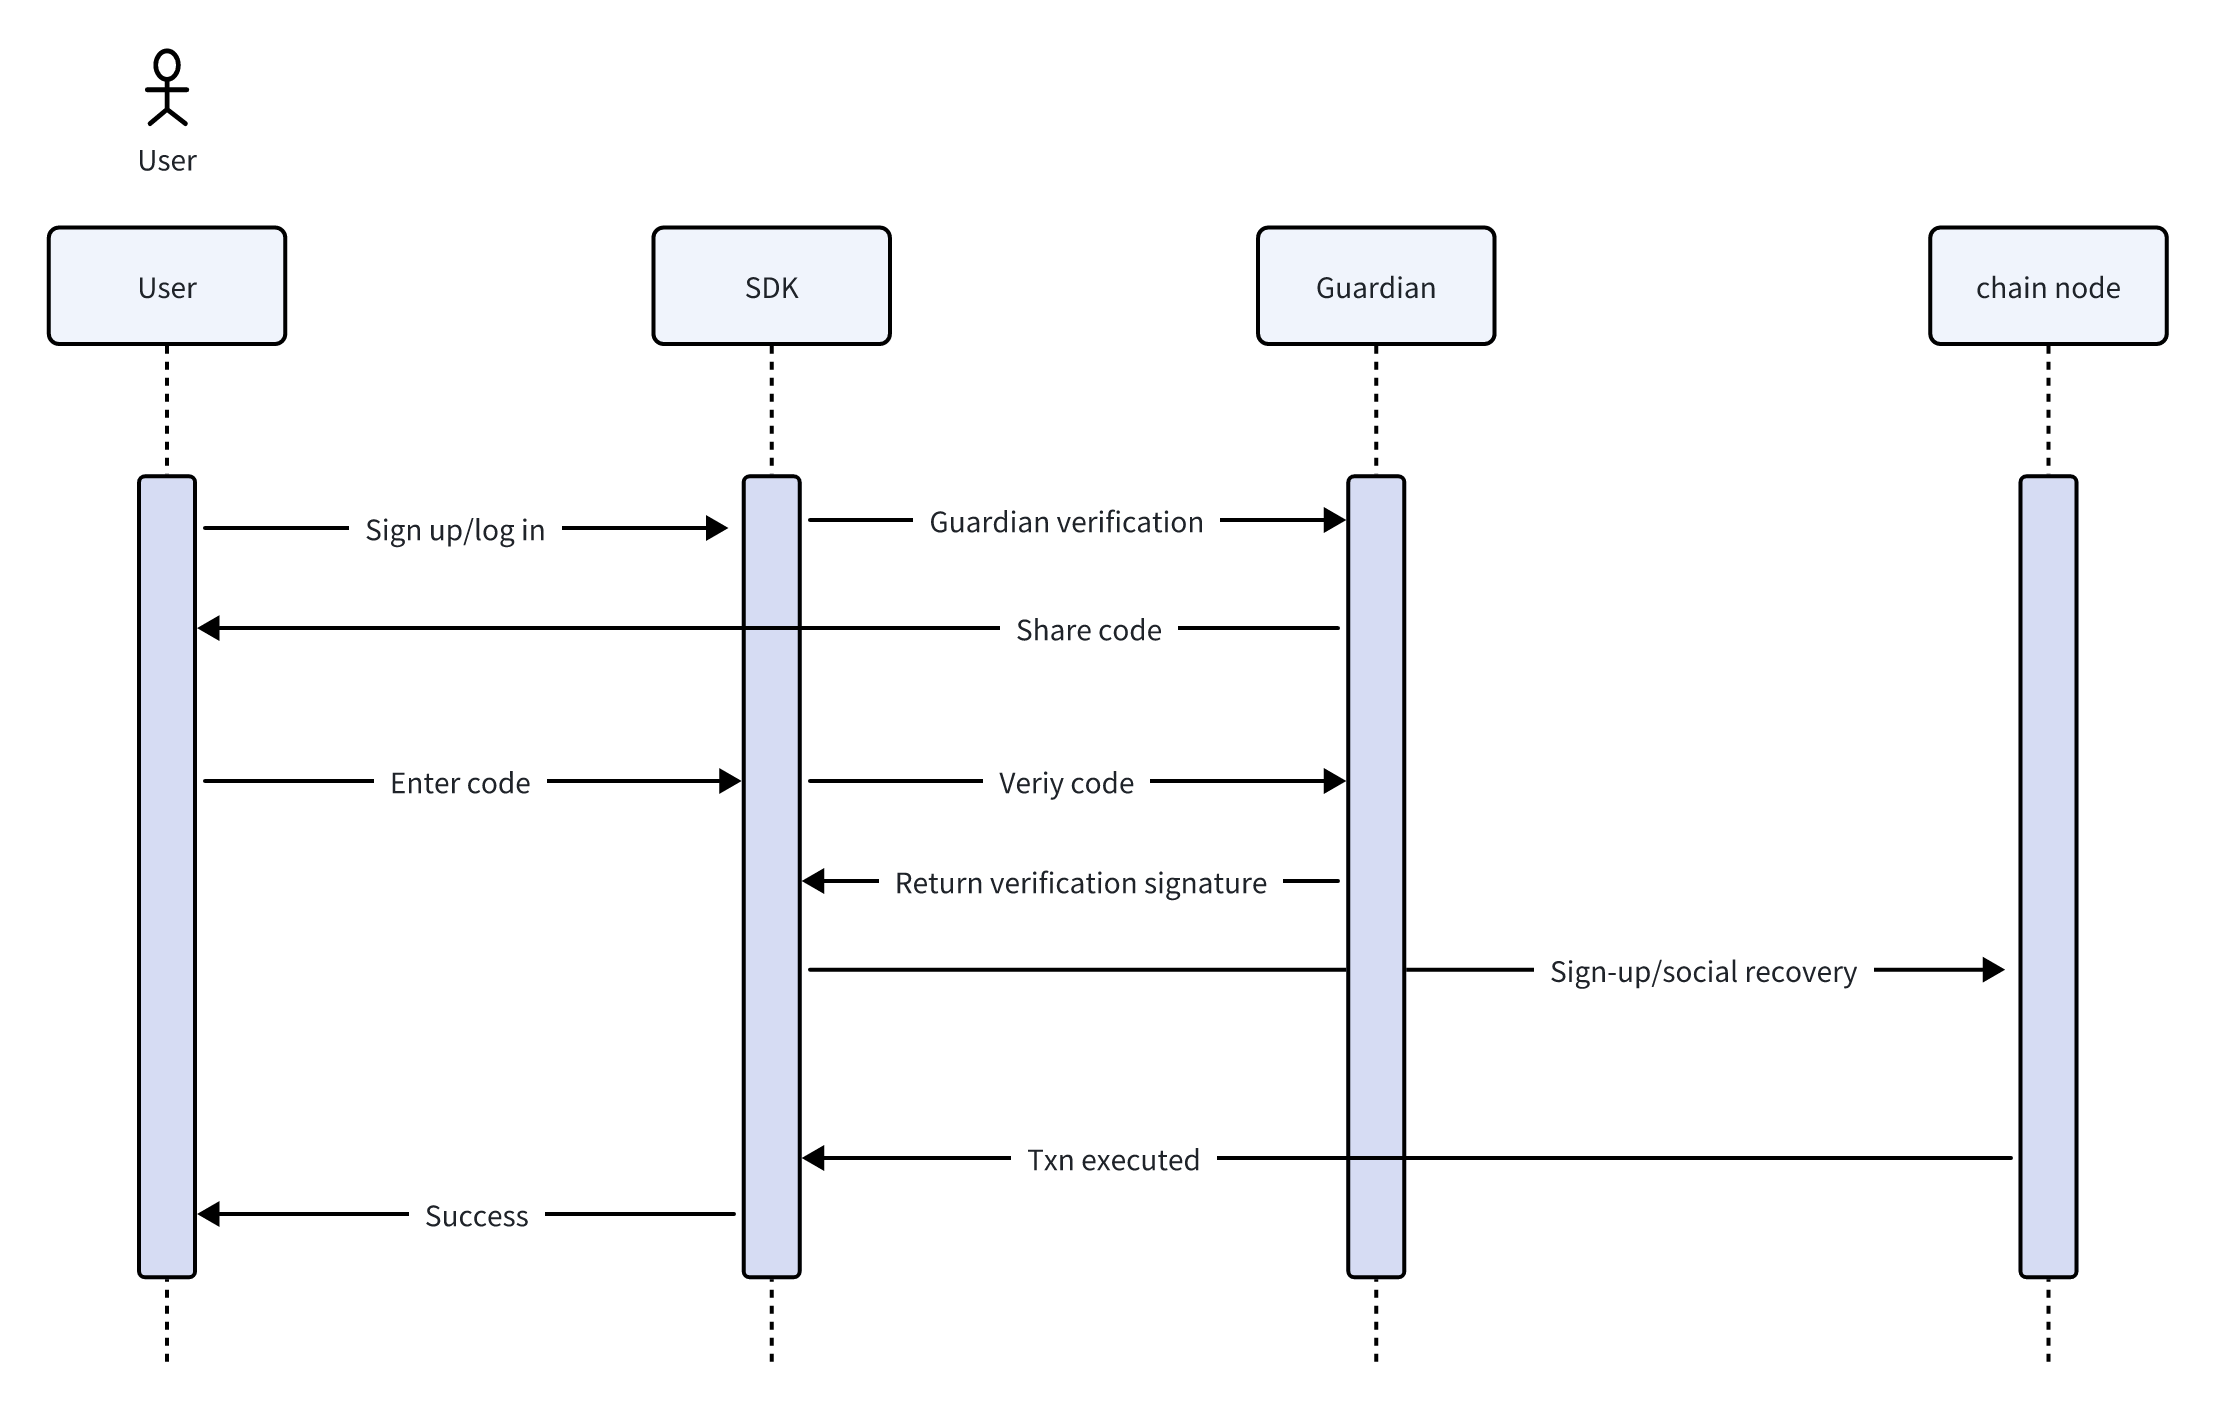 User
User
SDK
Guardian
chain node
Sign up/log in
Guardian verification
Share code
Enter code
Veriy code
Return verification signature
Sign-up/social recovery
Txn executed
Success